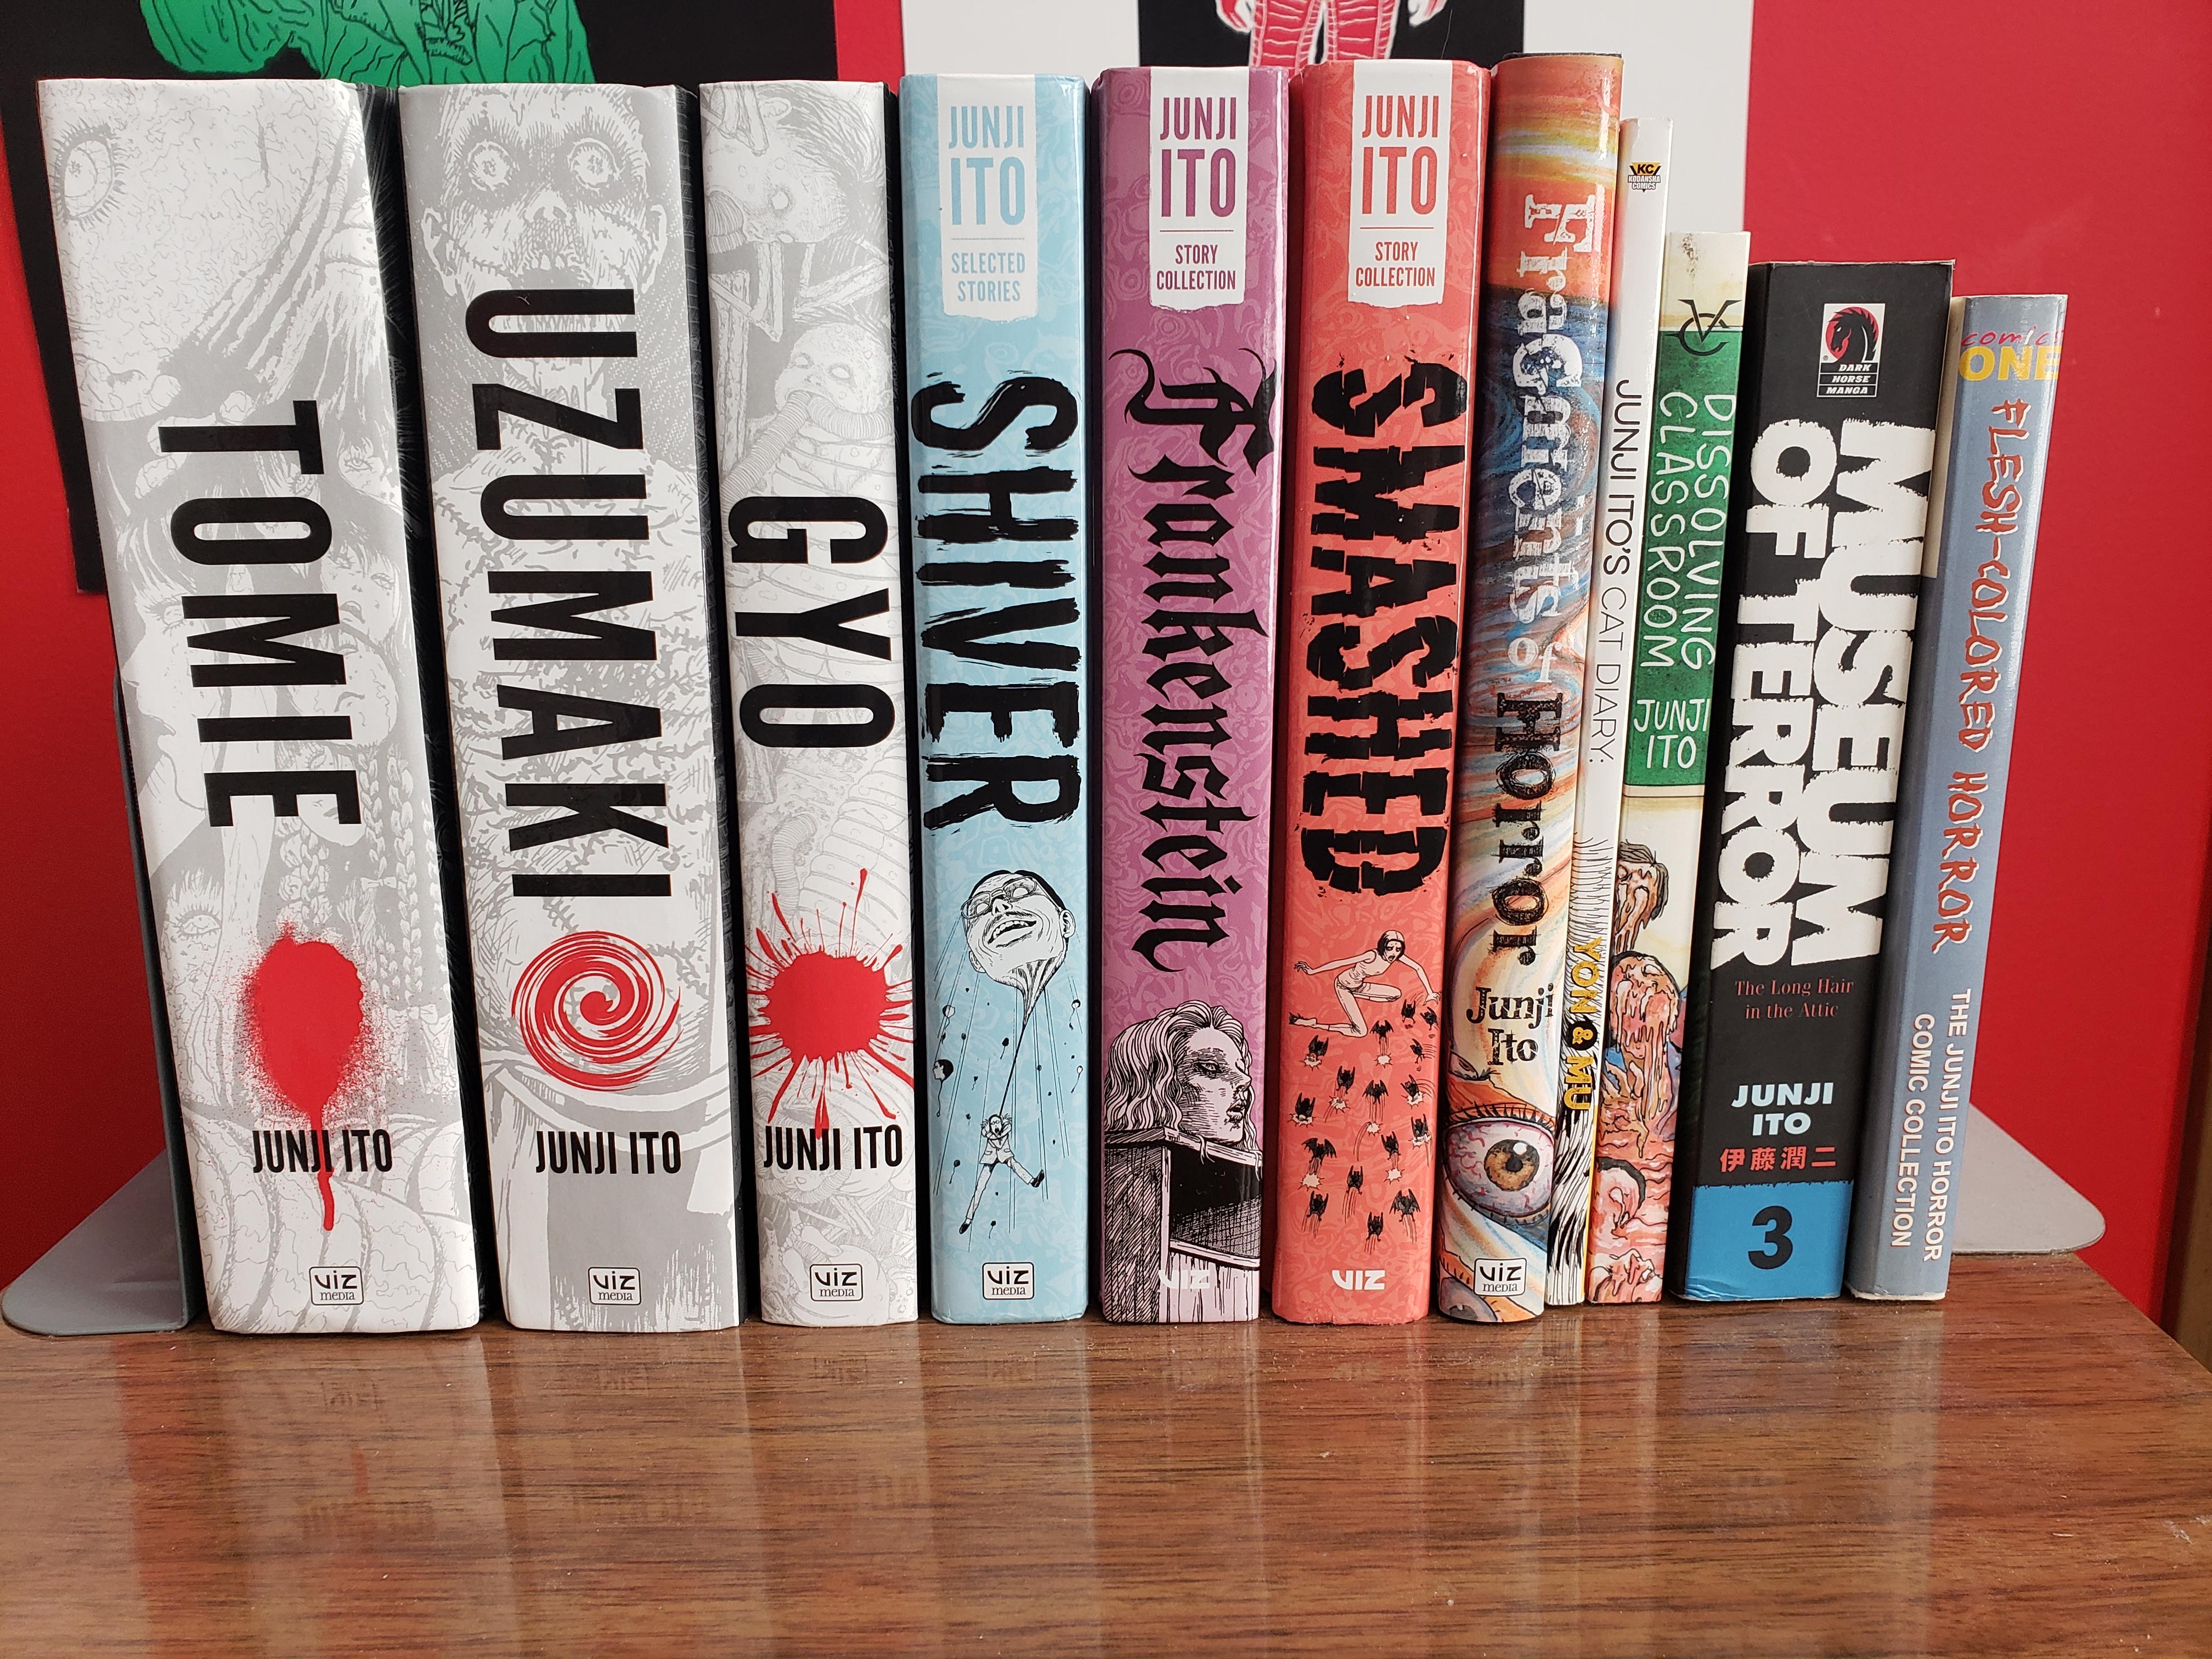 TOMIE
JUNJI ITO
VIZ
MEDIA
UZUMAKI
JUNJI ITO
VIZ
MEDIA
GYO
JUNJI ITO
VIZ
MEDIA
JUNJI
ITO
SELECTED
STORIES
SHIVER
VIZ
MEDIA
JUNJI
ITO
STORY
COLLECTION
Frankenstein
VIZ
JUNJI
ITO
STORY
COLLECTION
SMASHED
VIZ
Fragments of Horror
Junji
Ito
VIZ
MEDIA
KC
KODANSHA
COMICS
JUNJI ITO'S CAT DIARY:
YON & MU
VC
DISSOLVING
CLASSROOM
JUNJI
ITO
DARK
HORSE
MANGA
MUSEUM
OF TERROR
The Long Hair
in the Attic
JUNJI
ITO
伊藤潤二
3
comics
ONE
FLESH-COLORED HORROR
THE JUNJI ITO HORROR
COMIC COLLECTION